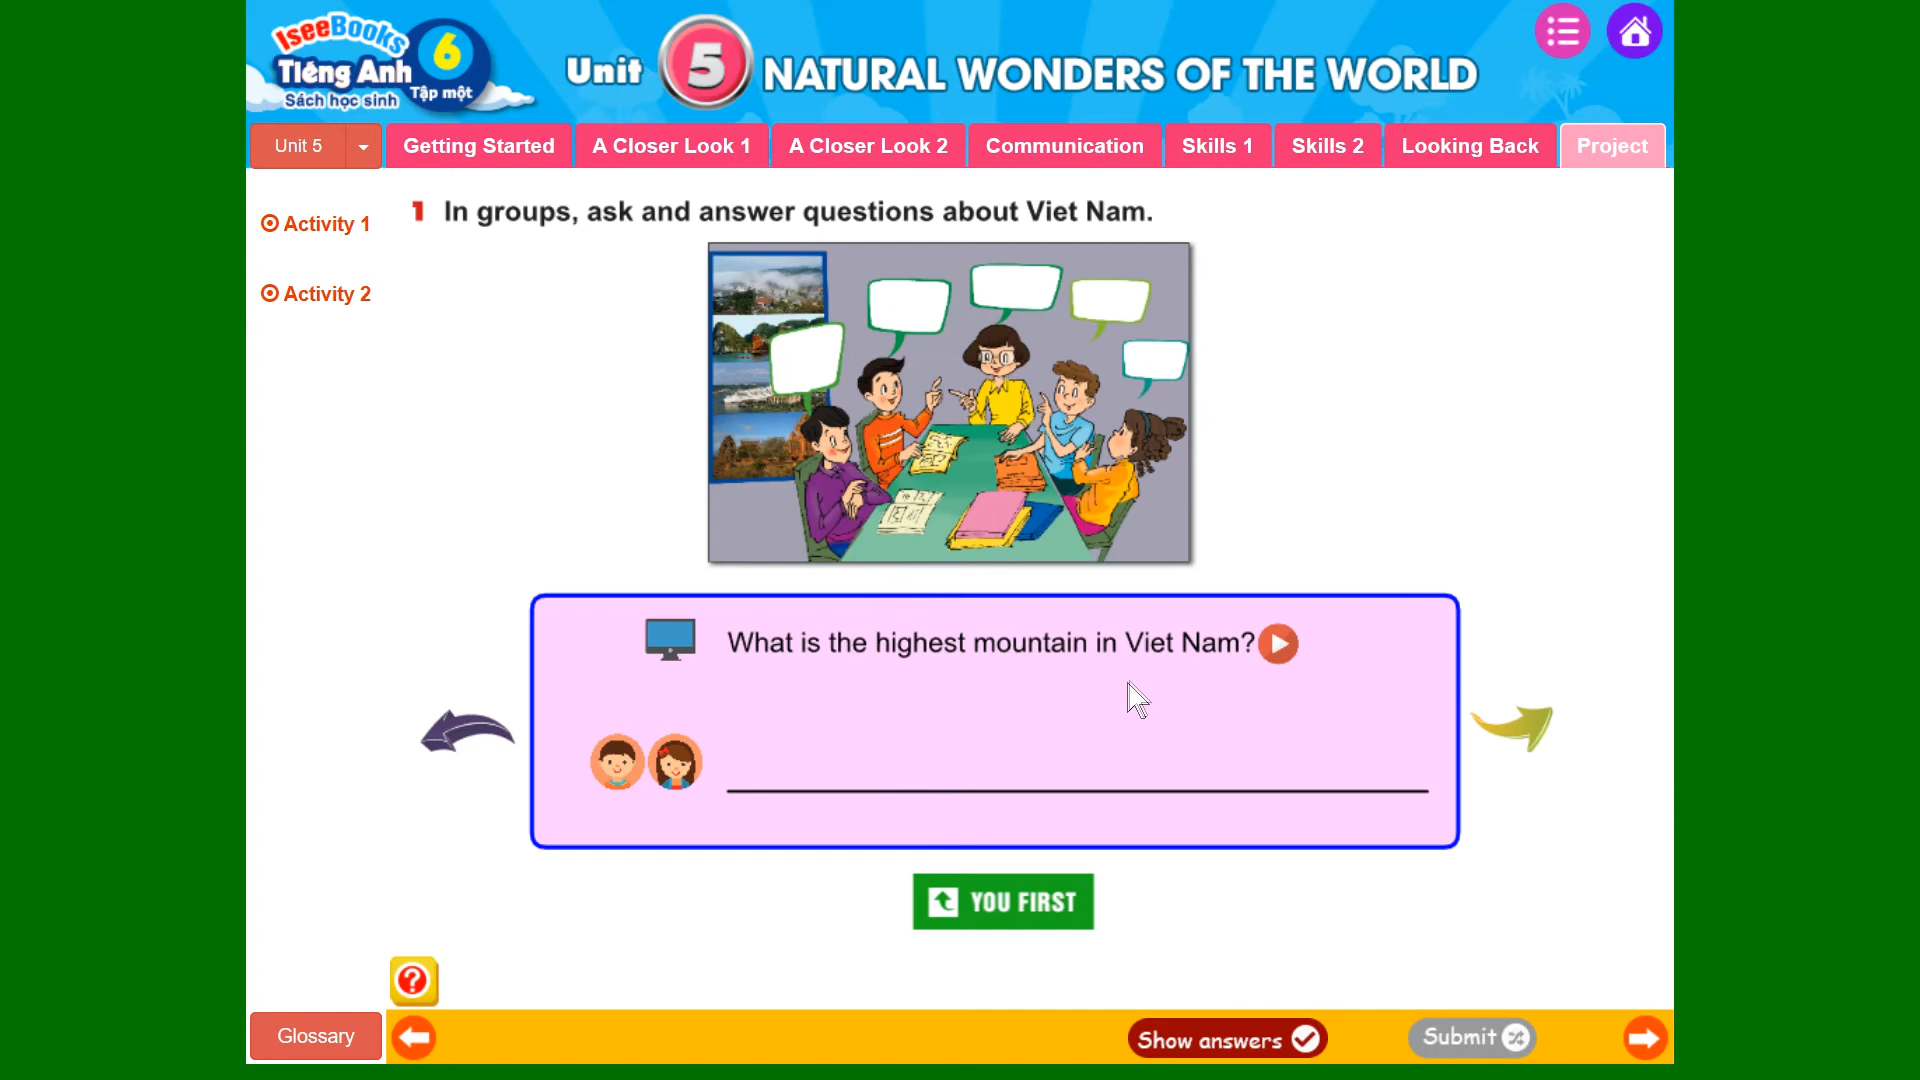 IseeBooks
Tiếng Anh 6
Sách học sinh Tập một
Unit 5 NATURAL WONDERS OF THE WORLD
Unit 5 Getting Started A Closer Look 1 A Closer Look 2 Communication Skills 1 Skills 2 Looking Back Project
Activity 1
Activity 2
1 In groups, ask and answer questions about Viet Nam.
What is the highest mountain in Viet Nam?
YOU FIRST
?
Glossary Show answers Submit